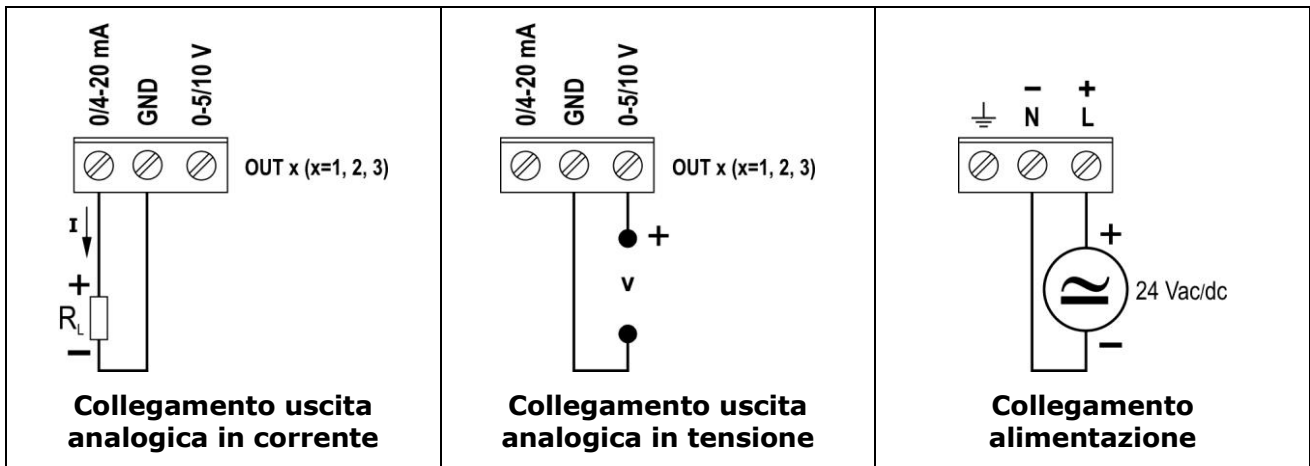 0/4-20 mA
GND
0-5/10 V
OUT x (x=1, 2, 3)
I
+
RL
−
Collegamento uscita
analogica in corrente
0/4-20 mA
GND
0-5/10 V
OUT x (x=1, 2, 3)
+
v
Collegamento uscita
analogica in tensione
− +
N L
+
24 Vac/dc
−
Collegamento
alimentazione